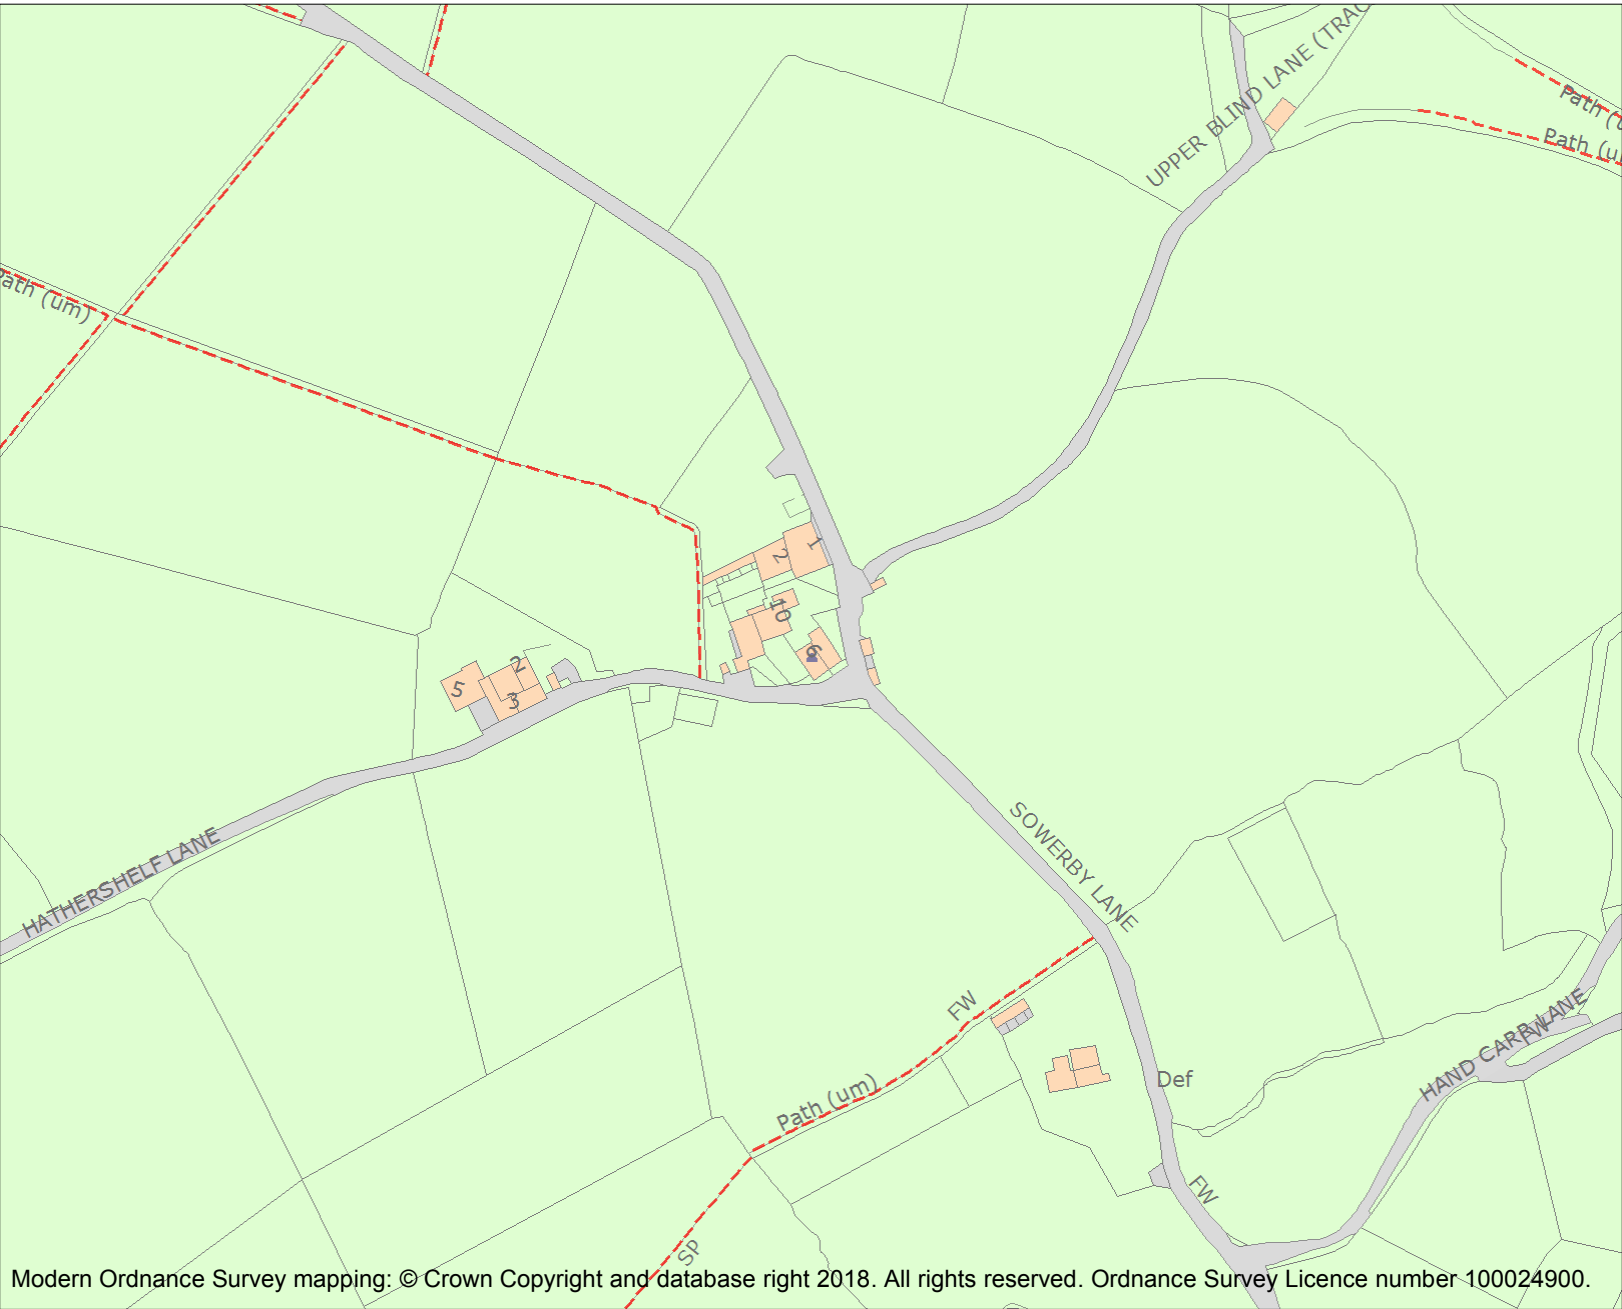 UPPER BLIND LANE (TRAC
Path (u
Path (u
Path (um)
1
2
10
6
2
5
3
HATHERSHELF LANE
SOWERBY LANE
FW
HAND CARR LANE
FW
Def
Path (um)
FW
SP
Modern Ordnance Survey mapping: © Crown Copyright and database right 2018. All rights reserved. Ordnance Survey Licence number 100024900.